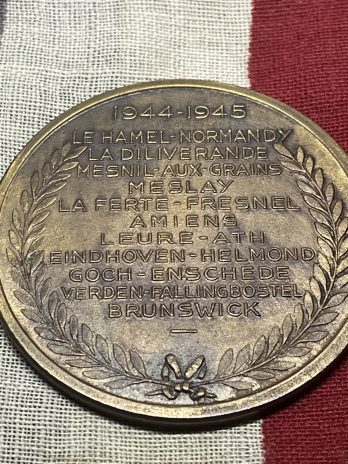 1944-1945
LE HAMEL-NORMANDY
LA DILIVERANDE
MESNIL-AUX-GRAINS
MESLAY
LA FERTE-FRESNEL
AMIENS
LEURE-ATH
EINDHOVEN-HELMOND
GOCH-ENSCHEDE
VERDEN-FALLINGBOSTEL
BRUNSWICK